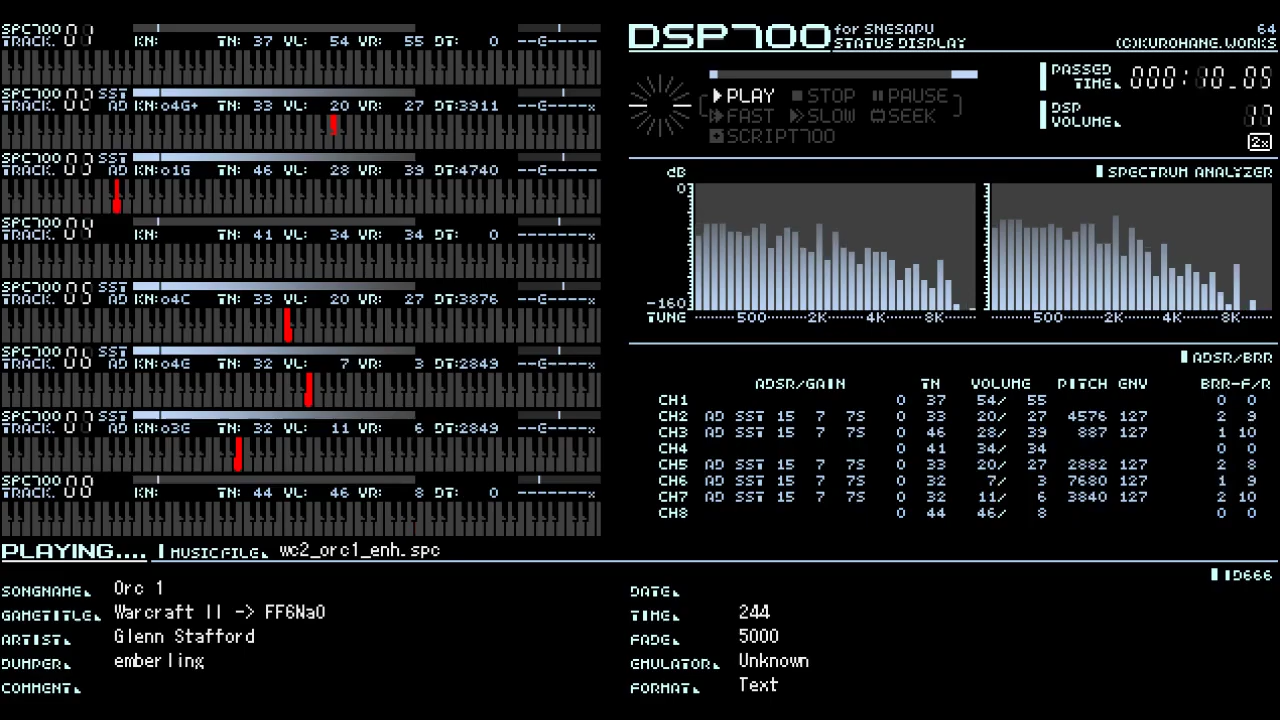 SPC700 TRACK. 01 KN: TN: 37 VL: 54 VR: 55 DT: 0 --G----x
SPC700 TRACK. 02 SST AD KN:o4G+ TN: 33 VL: 20 VR: 27 DT:3911 --G----x
SPC700 TRACK. 03 SST AD KN:o1G TN: 46 VL: 28 VR: 39 DT:4740 --G----x
SPC700 TRACK. 04 KN: TN: 41 VL: 34 VR: 34 DT: 0 -------x
SPC700 TRACK. 05 SST AD KN:o4C TN: 33 VL: 20 VR: 27 DT:3876 --G----x
SPC700 TRACK. 06 SST AD KN:o4G TN: 32 VL: 7 VR: 3 DT:2849 --G----x
SPC700 TRACK. 07 SST AD KN:o3G TN: 32 VL: 11 VR: 6 DT:2849 --G----x
SPC700 TRACK. 08 KN: TN: 44 VL: 46 VR: 8 DT: 0 -------x
DSP700 for SNESAPU 64
STATUS DISPLAY (C)KUROHANE.WORKS
PLAY STOP PAUSE
FAST SLOW SEEK
SCRIPT700
PASSED TIME. 000:10.05
DSP VOLUME. 17
2x
SPECTRUM ANALYZER
dB
0
-160
TUNE 500 2K 4K 8K 500 2K 4K 8K
ADSR/BRR
ADSR/GAIN TN VOLUME PITCH ENV BRR-F/R
CH1 0 37 54/ 55 0 0
CH2 AD SST 15 7 7S 0 33 20/ 27 4576 127 2 9
CH3 AD SST 15 7 7S 0 46 28/ 39 887 127 1 10
CH4 0 41 34/ 34 0 0
CH5 AD SST 15 7 7S 0 33 20/ 27 2882 127 2 8
CH6 AD SST 15 7 7S 0 32 7/ 3 7680 127 1 9
CH7 AD SST 15 7 7S 0 32 11/ 6 3840 127 2 10
CH8 0 44 46/ 8 0 0
PLAYING.... MUSICFILE. wc2_orc1_enh.spc
ID666
SONGNAME. Orc 1
GAMETITLE. Warcraft II -> FF6NaO
ARTIST. Glenn Stafford
DUMPER. emberling
COMMENT.
DATE.
TIME. 244
FADE. 5000
EMULATOR. Unknown
FORMAT. Text